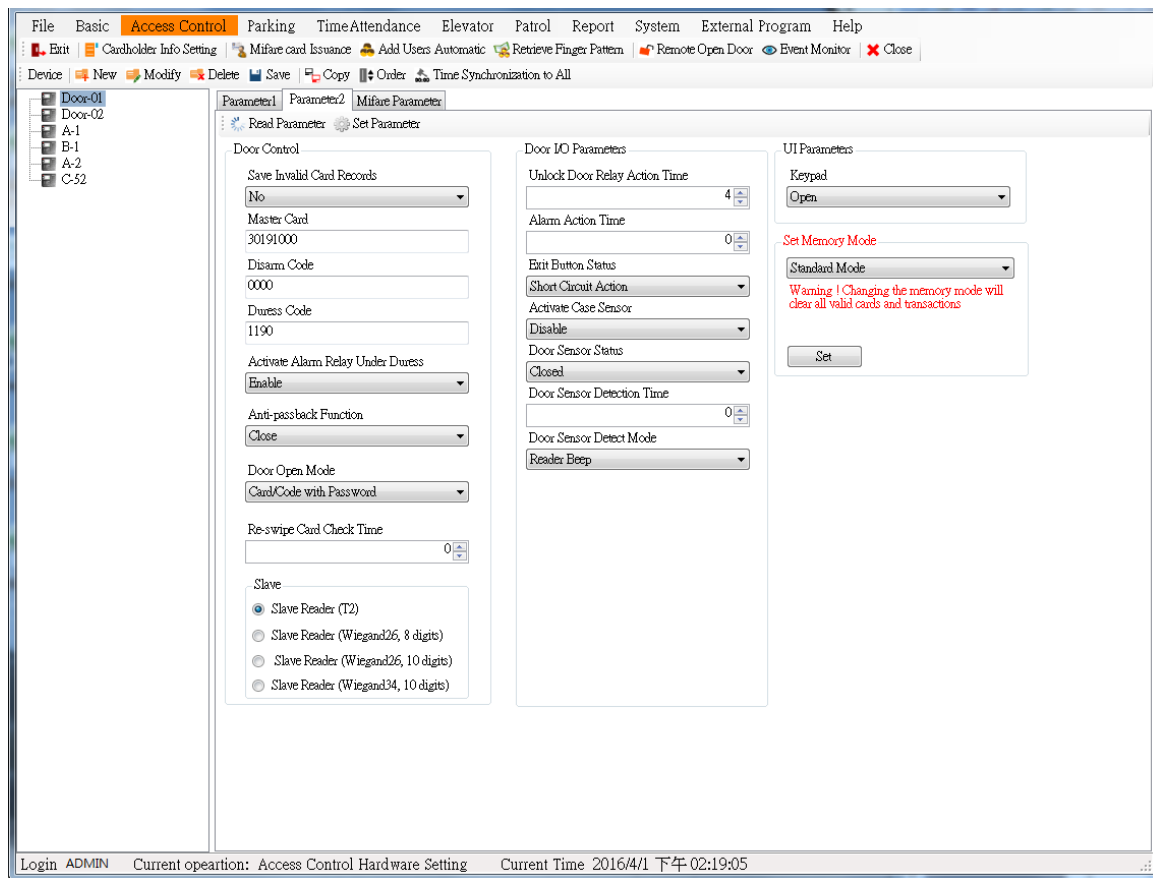 File Basic Access Control Parking TimeAttendance Elevator Patrol Report System External Program Help
Exit Cardholder Info Setting Mifare card Issuance Add Users Automatic Retrieve Finger Pattern Remote Open Door Event Monitor Close
Device New Modify Delete Save Copy Order Time Synchronization to All
Door-01
Door-02
A-1
B-1
A-2
C-52
Parameter1 Parameter2 Mifare Parameter
Read Parameter Set Parameter
Door Control
Save Invalid Card Records
No
Master Card
30191000
Disarm Code
0000
Duress Code
1190
Activate Alarm Relay Under Duress
Enable
Anti-passback Function
Close
Door Open Mode
Card/Code with Password
Re-swipe Card Check Time
0
Slave
Slave Reader (T2)
Slave Reader (Wiegand26, 8 digits)
Slave Reader (Wiegand26, 10 digits)
Slave Reader (Wiegand34, 10 digits)
Door I/O Parameters
Unlock Door Relay Action Time
4
Alarm Action Time
0
Exit Button Status
Short Circuit Action
Activate Case Sensor
Disable
Door Sensor Status
Closed
Door Sensor Detection Time
0
Door Sensor Detect Mode
Reader Beep
UI Parameters
Keypad
Open
Set Memory Mode
Standard Mode
Warning ! Changing the memory mode will
clear all valid cards and transactions
Set
Login ADMIN Current opeartion: Access Control Hardware Setting Current Time 2016/4/1 下午 02:19:05